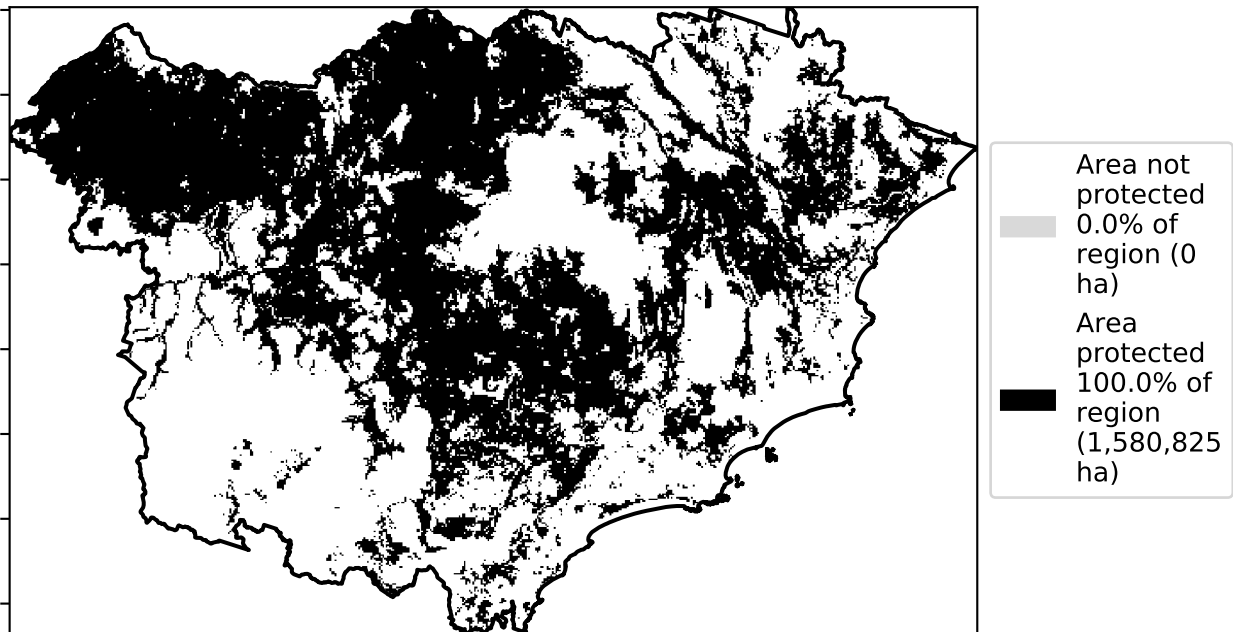 Area not
protected
0.0% of
region (0
ha)
Area
protected
100.0% of
region
(1,580,825
ha)